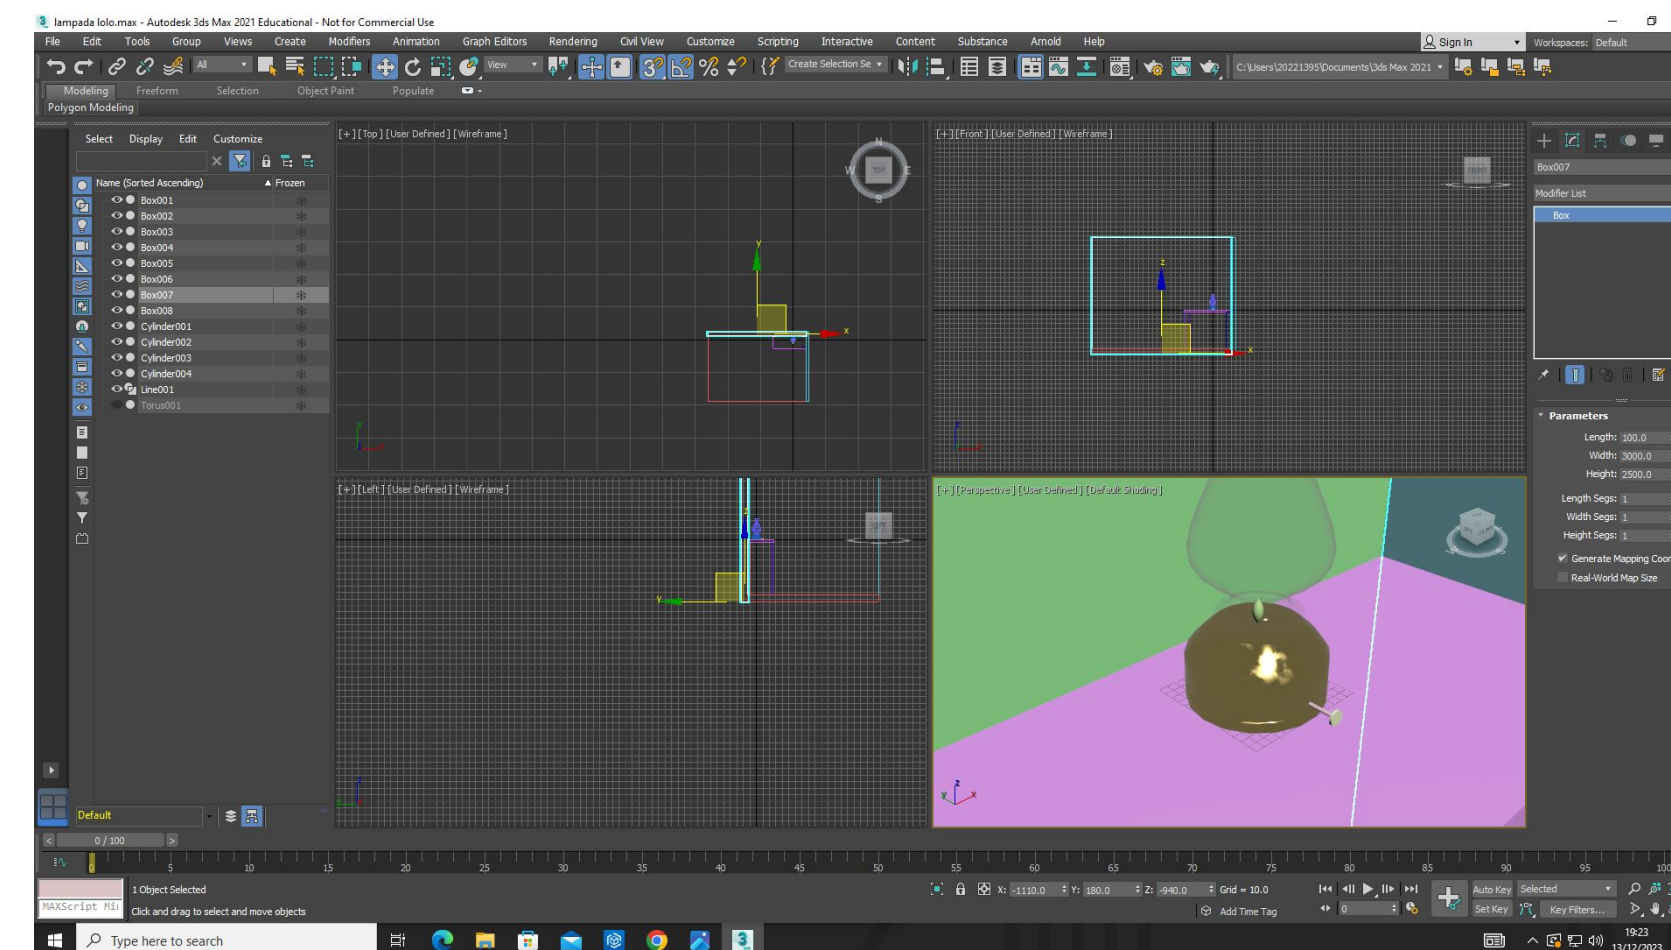 lampada lolo.max - Autodesk 3ds Max 2021 Educational - Not for Commercial Use
File Edit Tools Group Views Create Modifiers Animation Graph Editors Rendering Civil View Customize Scripting Interactive Content Substance Arnold Help
Sign In
Workspaces: Default
All
View
Create Selection Se
C:\Users\20221395\Documents\3ds Max 2021
Modeling Freeform Selection Object Paint Populate
Polygon Modeling
Select Display Edit Customize
Name (Sorted Ascending) ▲ Frozen
Box001
Box002
Box003
Box004
Box005
Box006
Box007
Box008
Cylinder001
Cylinder002
Cylinder003
Cylinder004
Line001
Torus001
Default
[+] [Top] [User Defined] [Wireframe]
N
W TOP E
S
y
x
[+] [Front] [User Defined] [Wireframe]
FRONT
z
x
[+] [Left] [User Defined] [Wireframe]
z
y
[+] [Perspective] [User Defined] [Default Shading]
z
y x
Box007
Modifier List
Box
Parameters
Length: 100.0
Width: 3000.0
Height: 2500.0
Length Segs: 1
Width Segs: 1
Height Segs: 1
Generate Mapping Coor
Real-World Map Size
< 0 / 100 >
0 5 10 15 20 25 30 35 40 45 50 55 60 65 70 75 80 85 90 95 100
MAXScript Mi
1 Object Selected
Click and drag to select and move objects
X: -1110.0 Y: 180.0 Z: -940.0 Grid = 10.0
Add Time Tag
0
Auto Key Selected
Set Key Key Filters...
Type here to search
19:23
13/12/2023